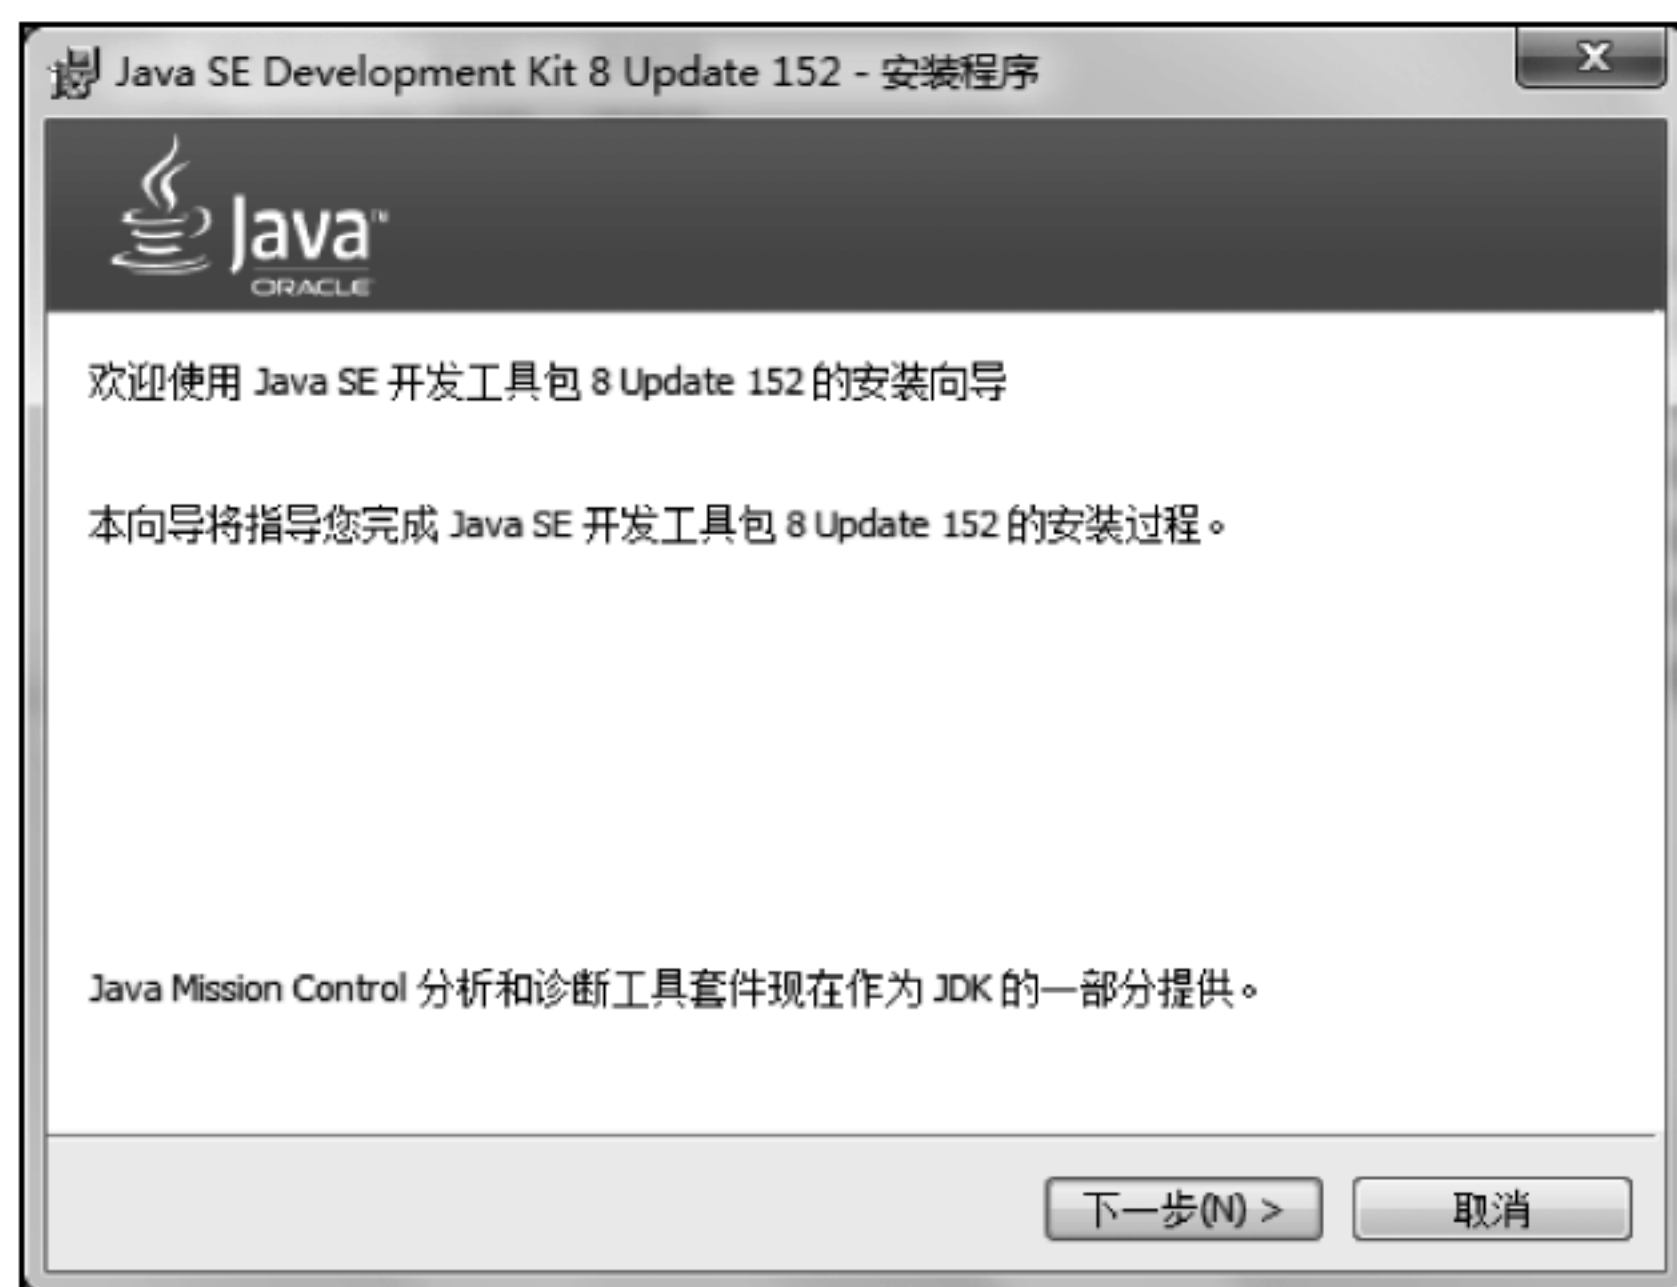 Java SE Development Kit 8 Update 152 - 安装程序
Java™
ORACLE
欢迎使用 Java SE 开发工具包 8 Update 152 的安装向导
本向导将指导您完成 Java SE 开发工具包 8 Update 152 的安装过程。
Java Mission Control 分析和诊断工具套件现在作为 JDK 的一部分提供。
下一步(N) > 取消